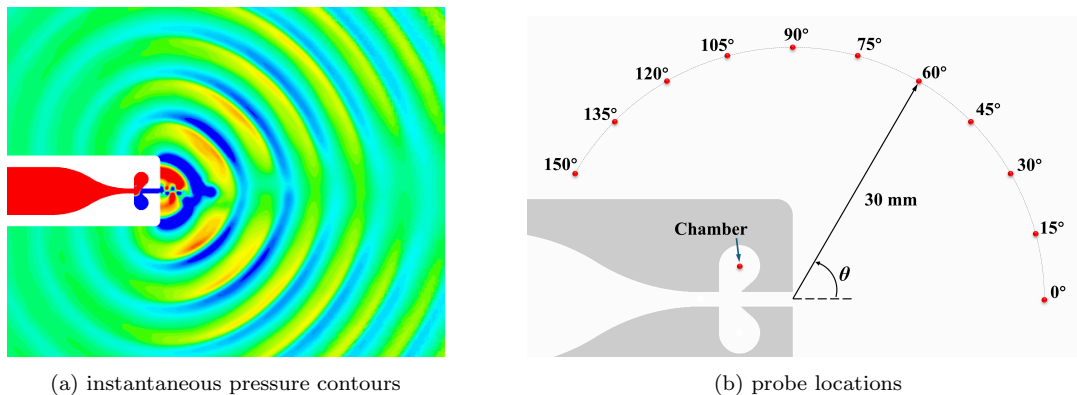 90°
105°
75°
120°
60°
135°
45°
150°
30°
30 mm
Chamber
15°
θ
0°
(a) instantaneous pressure contours
(b) probe locations